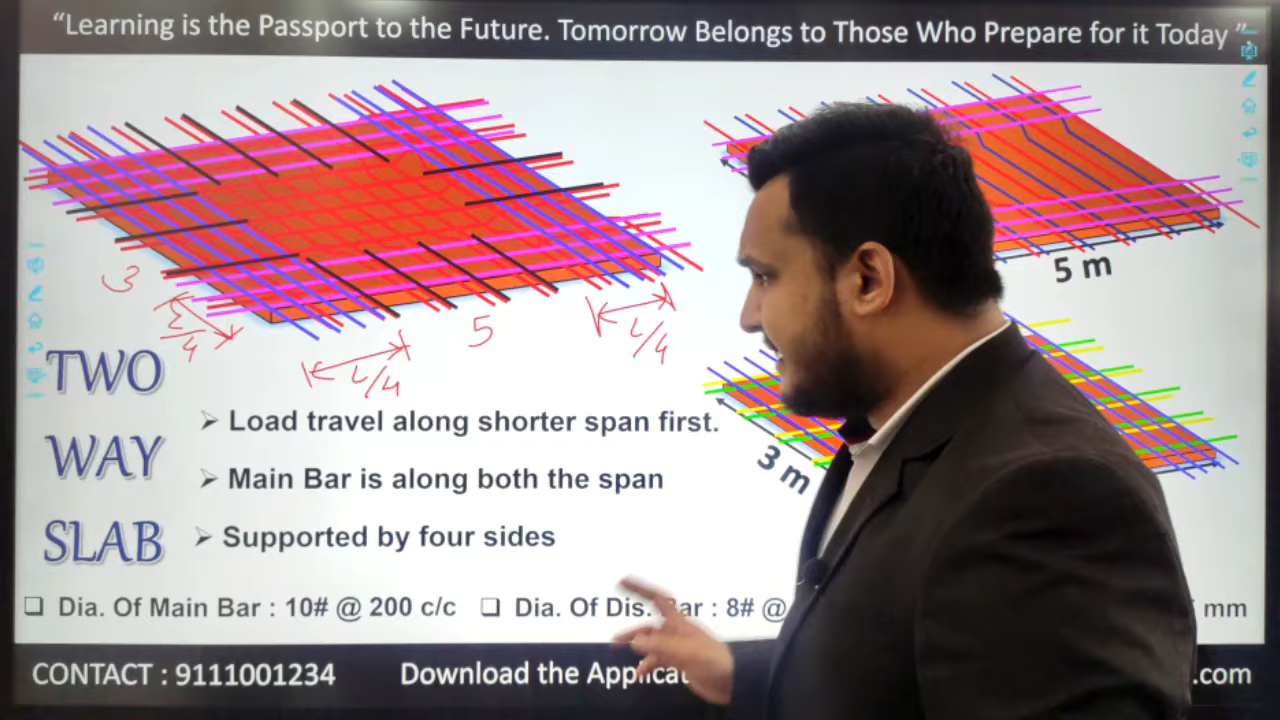 “Learning is the Passport to the Future. Tomorrow Belongs to Those Who Prepare for it Today ”
3
L/4
L/4
5
L/4
5 m
3 m
TWO
WAY
SLAB
➢ Load travel along shorter span first.
➢ Main Bar is along both the span
➢ Supported by four sides
❑ Dia. Of Main Bar : 10# @ 200 c/c ❑ Dia. Of Dis. Bar : 8# @ mm
CONTACT : 9111001234 Download the .com